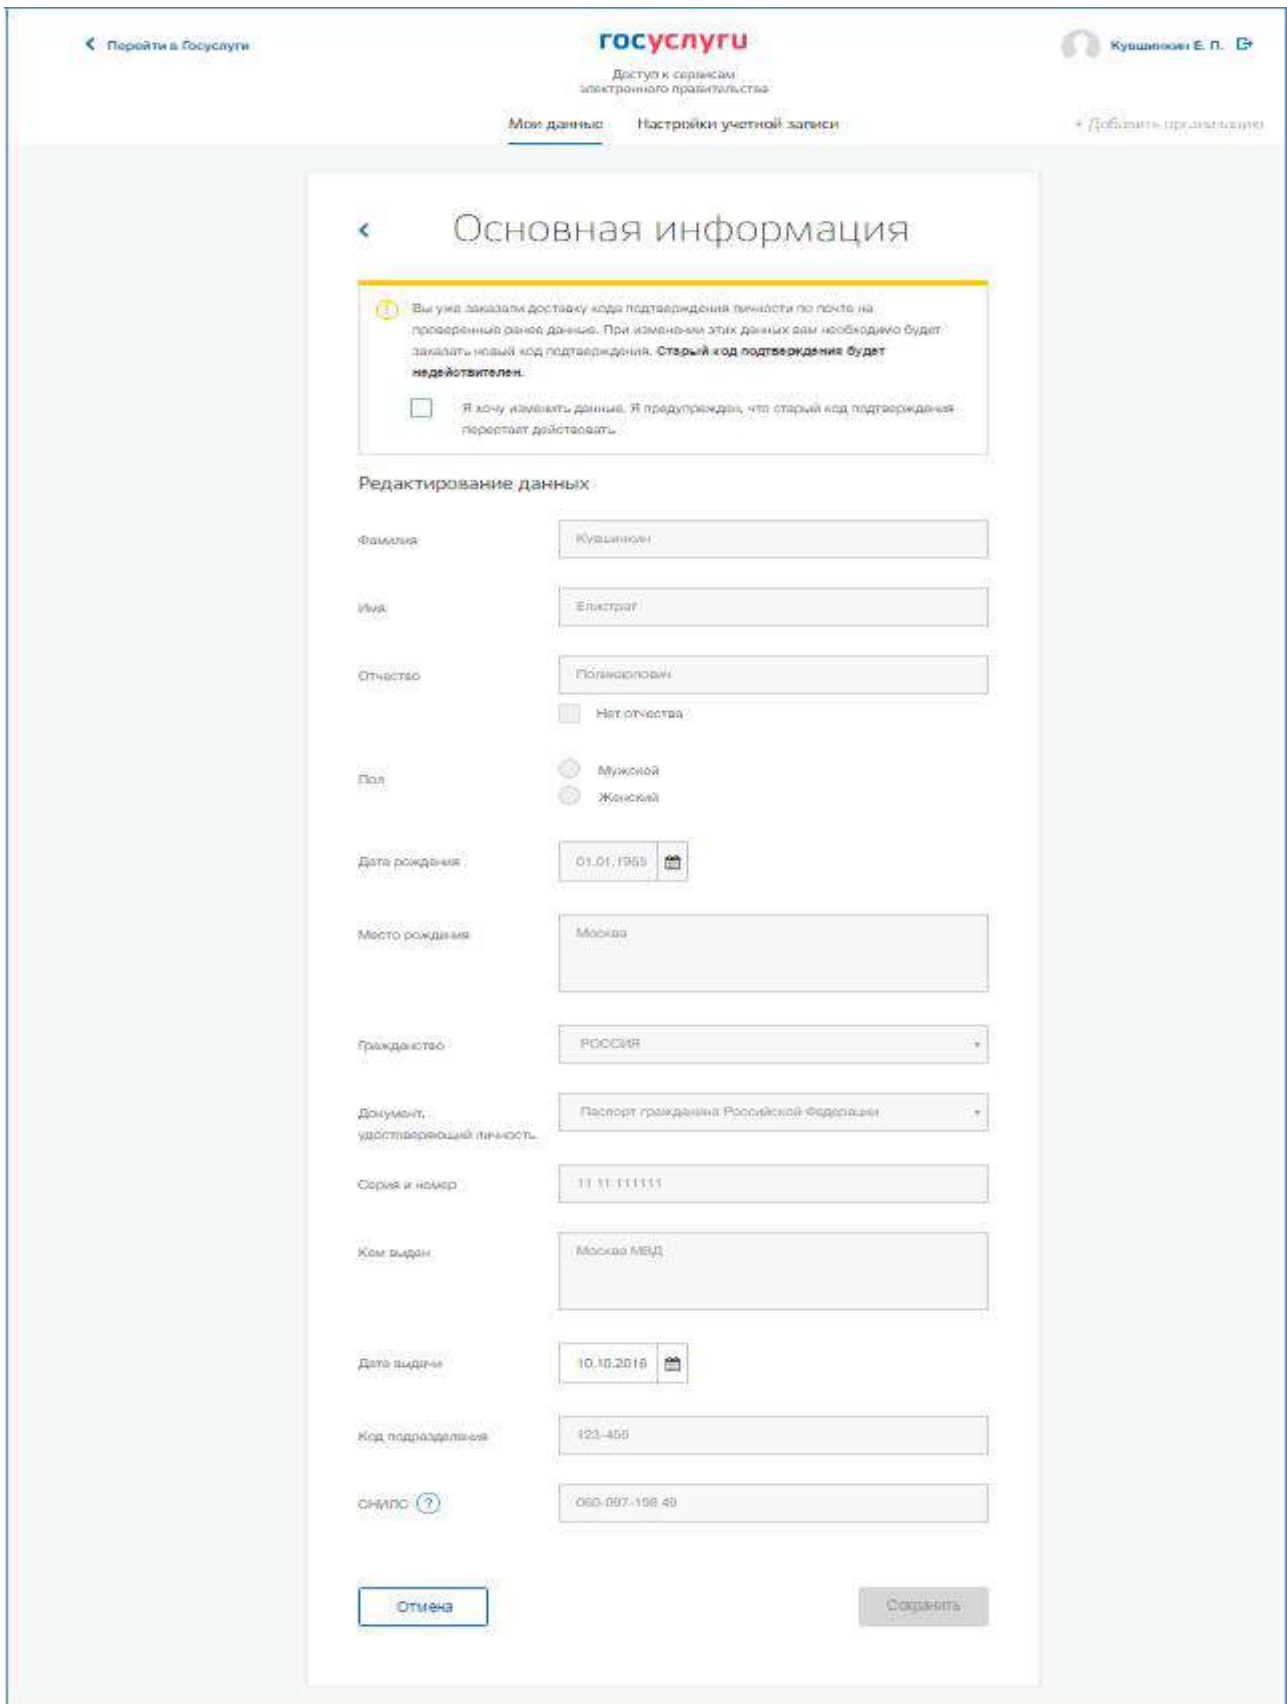 Перейти в Госуслуги
госуслуги
Кувшинкин Е. П.
Доступ к сервисам
электронного правительства
Мои данные
Настройки учетной записи
+ Добавить организацию
Основная информация
Вы уже заказали доставку кода подтверждения личности по почте на
проверенные ранее данные. При изменении этих данных вам необходимо будет
заказать новый код подтверждения. Старый код подтверждения будет
недействителен.
Я хочу изменить данные. Я предупрежден, что старый код подтверждения
перестает действовать.
Редактирование данных
Фамилия
Кувшинкин
Имя
Елистрат
Отчество
Поликарпович
Нет отчества
Пол
Мужской
Женский
Дата рождения
01.01.1965
Место рождения
Москва
Гражданство
РОССИЯ
Документ,
удостоверяющий личность
Паспорт гражданина Российской Федерации
Серия и номер
11 11 111111
Кем выдан
Москва МВД
Дата выдачи
10.10.2016
Код подразделения
123-456
СНИЛС ?
Отмена
Сохранить